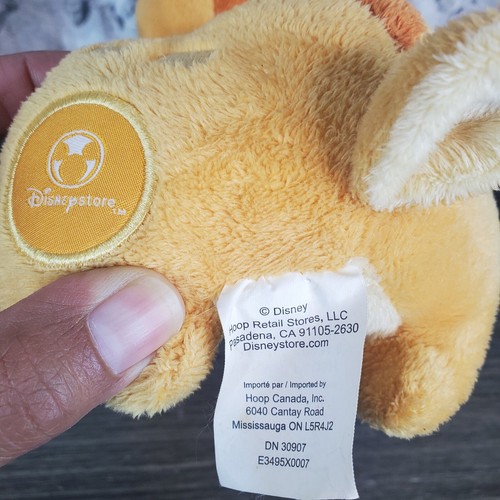 DISNEYstore
TM
© Disney
Hoop Retail Stores, LLC
Pasadena, CA 91105-2630
Disneystore.com
Importé par / Imported by
Hoop Canada, Inc.
6040 Cantay Road
Mississauga ON L5R4J2
DN 30907
E3495X0007